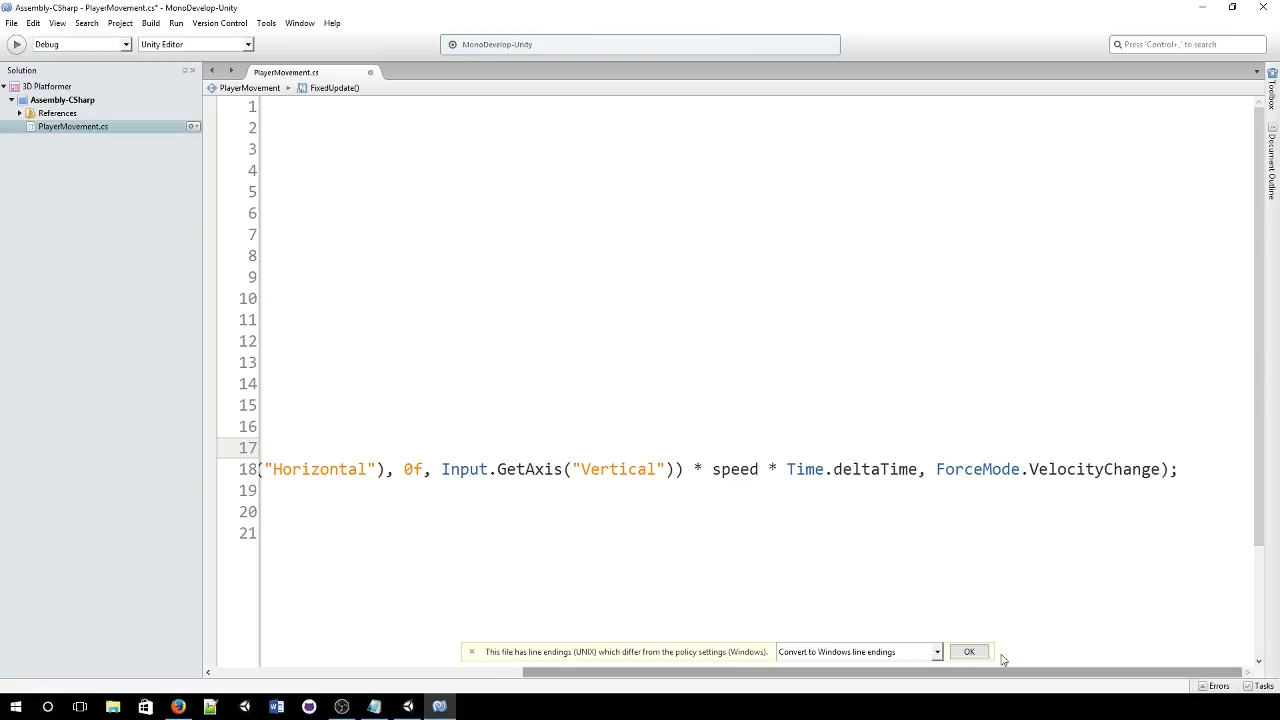 Assembly-CSharp - PlayerMovement.cs* - MonoDevelop-Unity
File Edit View Search Project Build Run Version Control Tools Window Help
Debug Unity Editor MonoDevelop-Unity Press 'Control+,' to search
Solution
PlayerMovement.cs
3D Platformer
PlayerMovement ▸ FixedUpdate()
Assembly-CSharp
References
PlayerMovement.cs
Toolbox
Document Outline
1
2
3
4
5
6
7
8
9
10
11
12
13
14
15
16
17
18 ("Horizontal"), 0f, Input.GetAxis("Vertical")) * speed * Time.deltaTime, ForceMode.VelocityChange);
19
20
21
This file has line endings (UNIX) which differ from the policy settings (Windows). Convert to Windows line endings OK
Errors Tasks